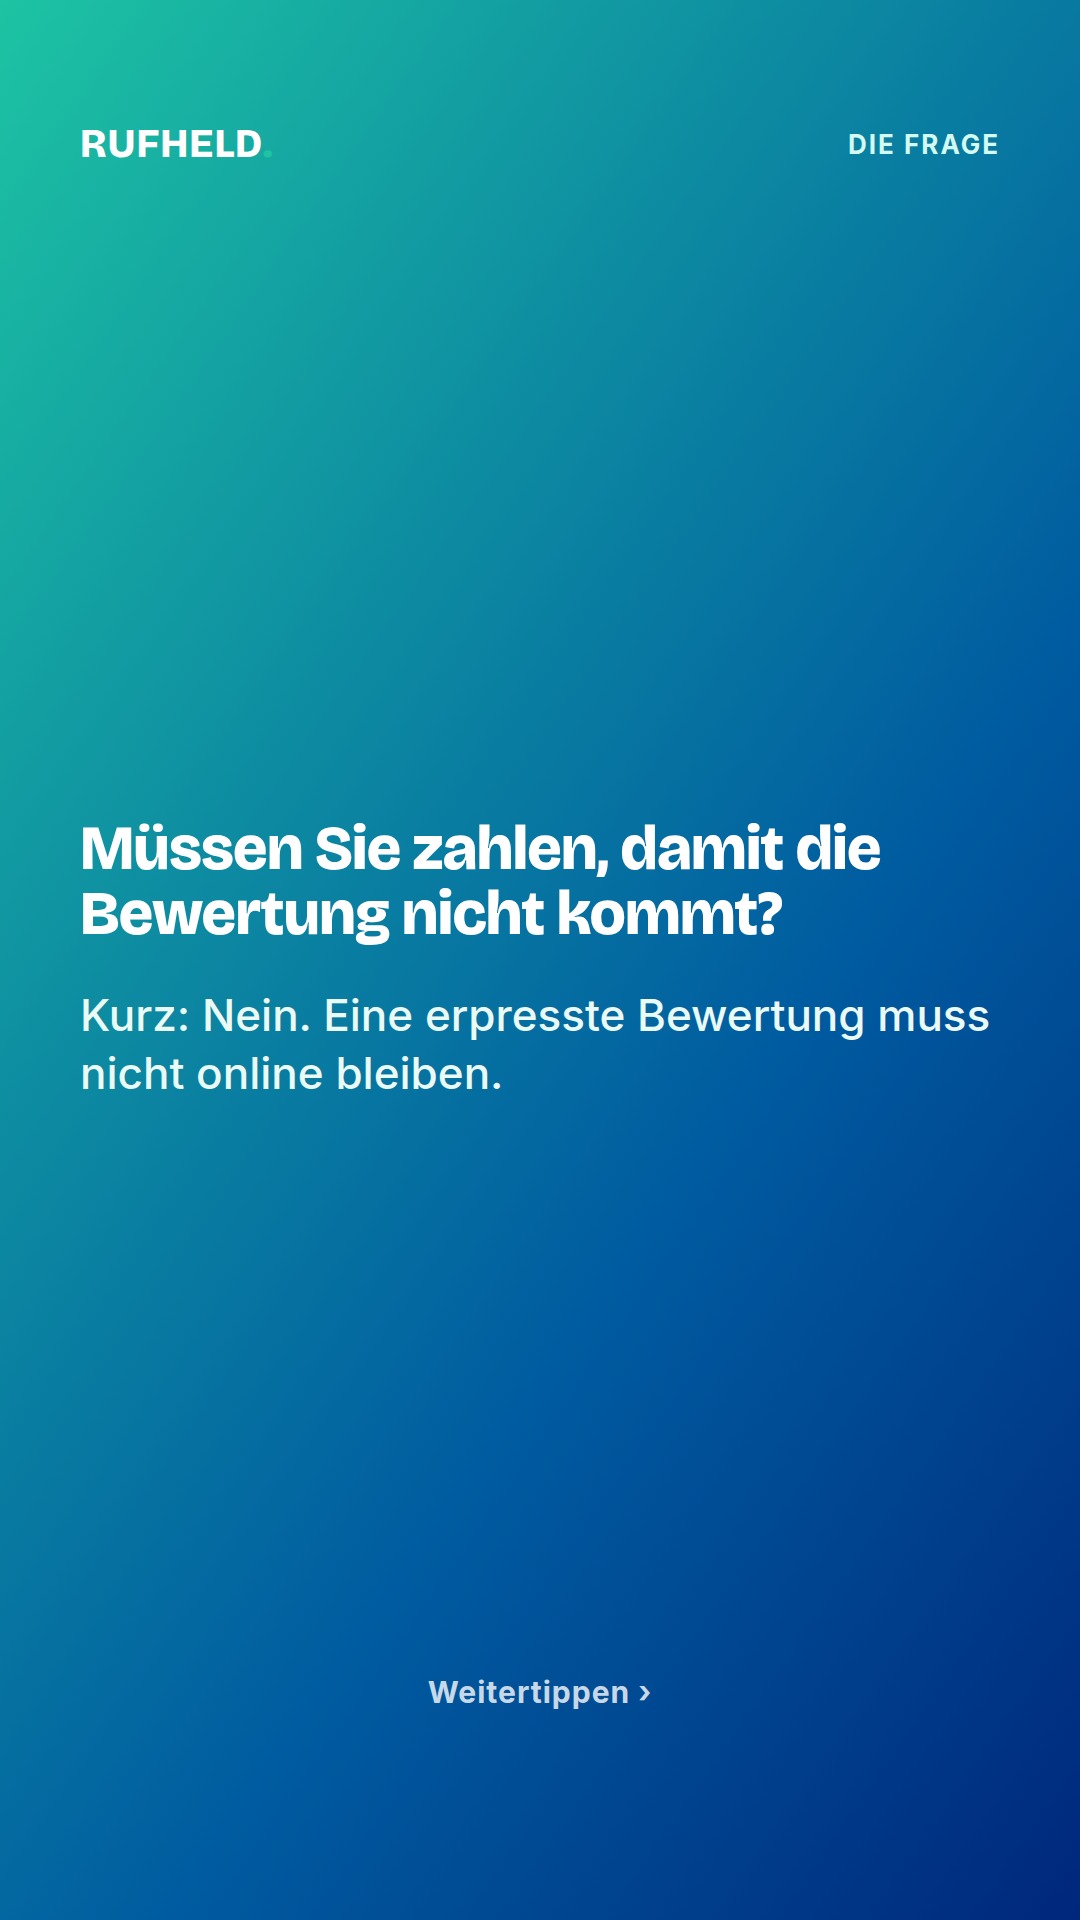 RUFHELD.
DIE FRAGE
Müssen Sie zahlen, damit die
Bewertung nicht kommt?
Kurz: Nein. Eine erpresste Bewertung muss
nicht online bleiben.
Weitertippen ›